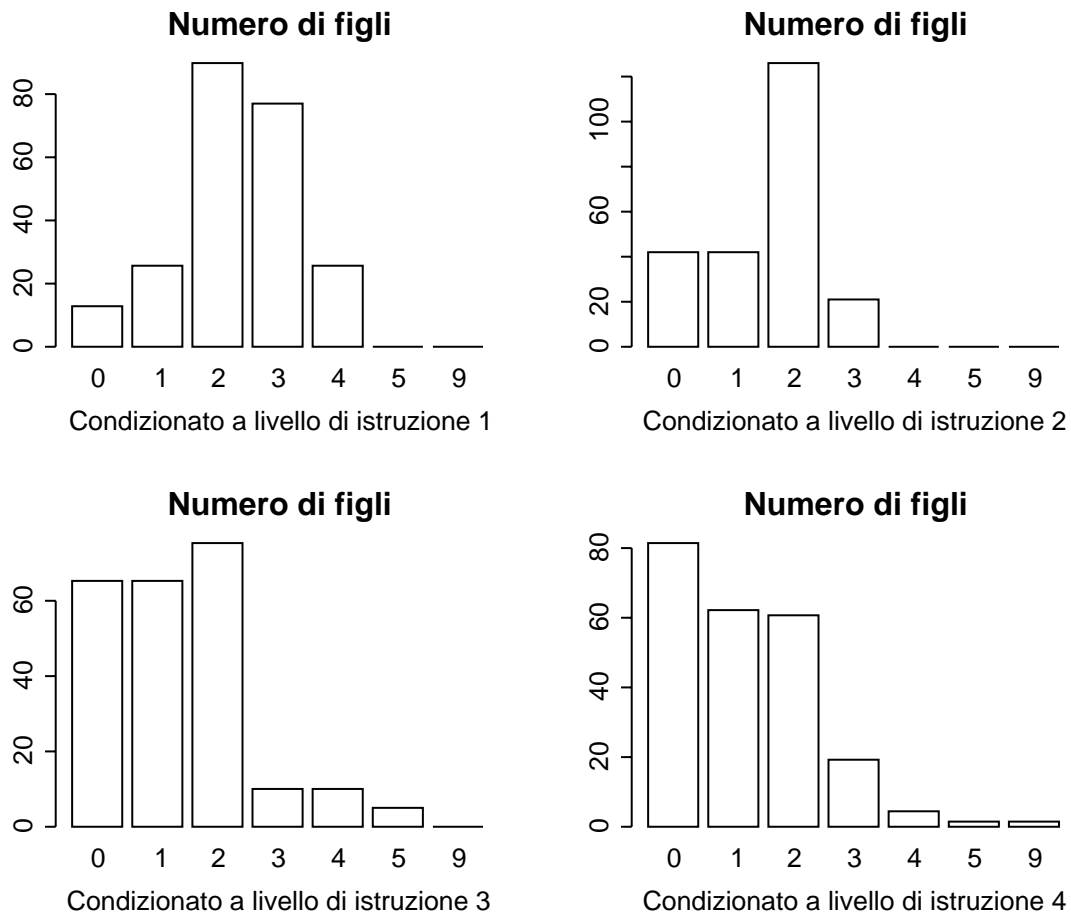 Numero di figli
80
60
40
20
0
0 1 2 3 4 5 9
Condizionato a livello di istruzione 1
Numero di figli
100
60
20
0
0 1 2 3 4 5 9
Condizionato a livello di istruzione 2
Numero di figli
60
40
20
0
0 1 2 3 4 5 9
Condizionato a livello di istruzione 3
Numero di figli
80
60
40
20
0
0 1 2 3 4 5 9
Condizionato a livello di istruzione 4